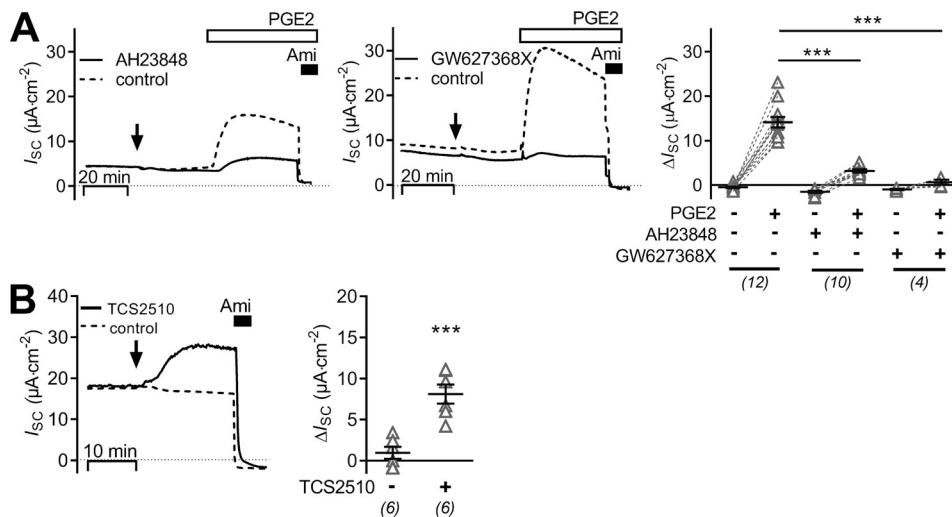 A
PGE2
Ami
AH23848
control
I_SC (µA·cm⁻²)
30
20
10
0
20 min
PGE2
Ami
GW627368X
control
I_SC (µA·cm⁻²)
30
20
10
0
20 min
***
***
ΔI_SC (µA·cm⁻²)
30
20
10
0
PGE2 - + - + - +
AH23848 - - + + - -
GW627368X - - - - + +
(12) (10) (4)
B
TCS2510
control
Ami
I_SC (µA·cm⁻²)
40
30
20
10
0
10 min
***
ΔI_SC (µA·cm⁻²)
20
15
10
5
0
TCS2510 - +
(6) (6)